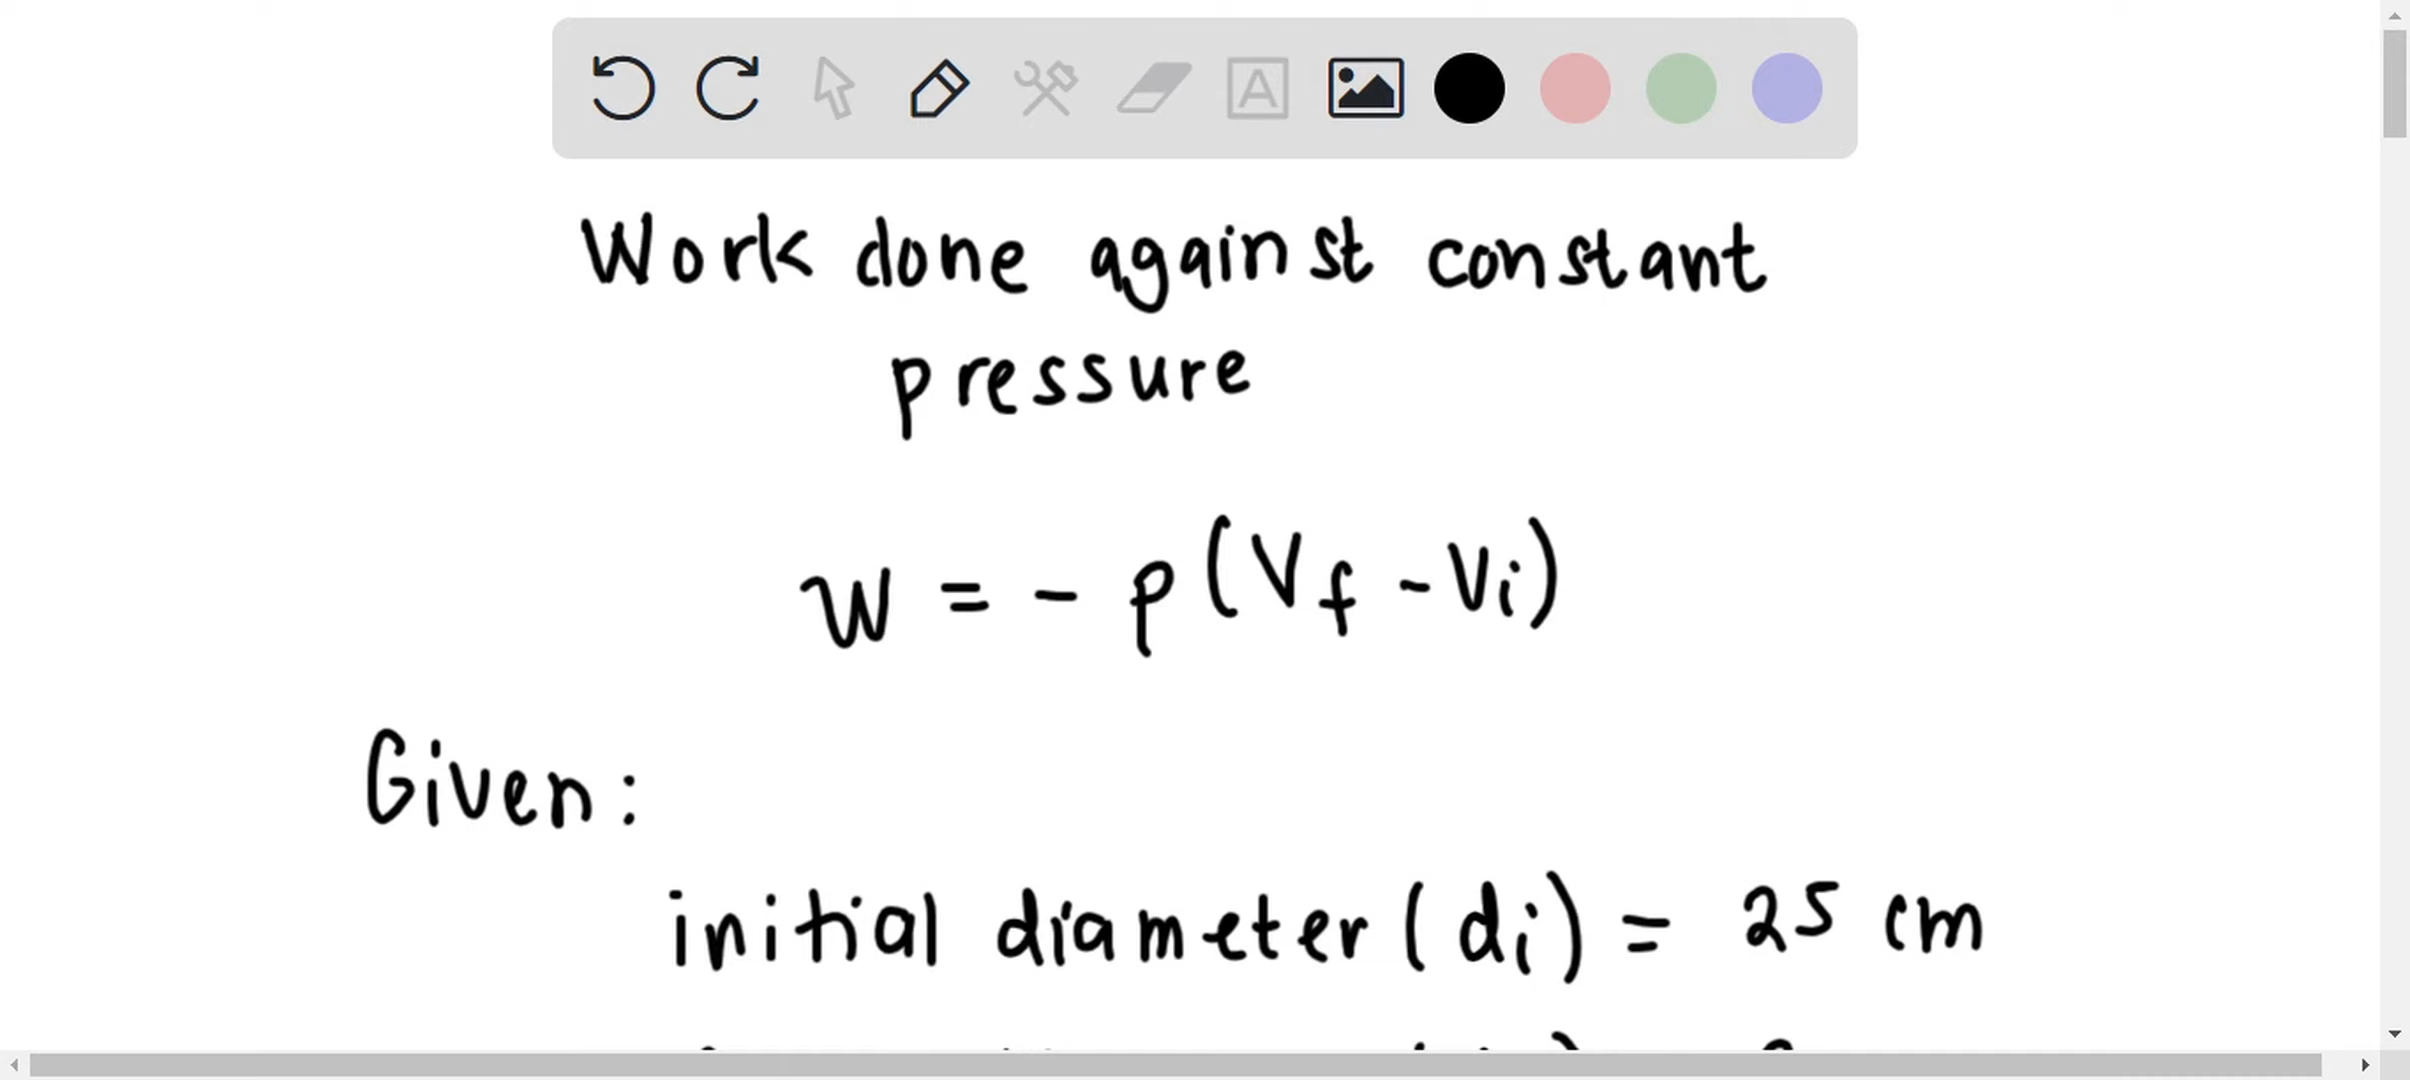 A
Work done against constant
pressure
W = - p(Vf - Vi)
Given:
initial diameter (di) = 25 cm